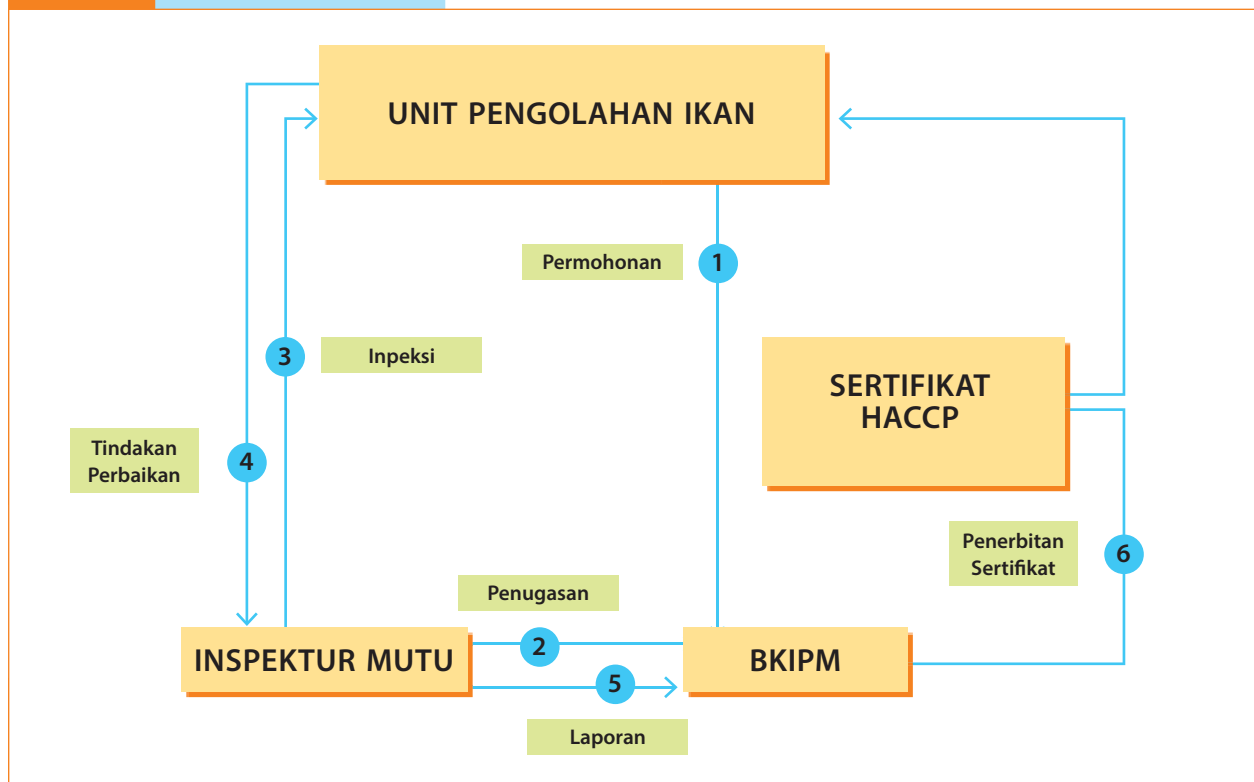 UNIT PENGOLAHAN IKAN
Permohonan
1
3
Inpeksi
SERTIFIKAT
HACCP
Tindakan
Perbaikan
4
Penerbitan
Sertifikat
6
Penugasan
2
INSPEKTUR MUTU
BKIPM
5
Laporan